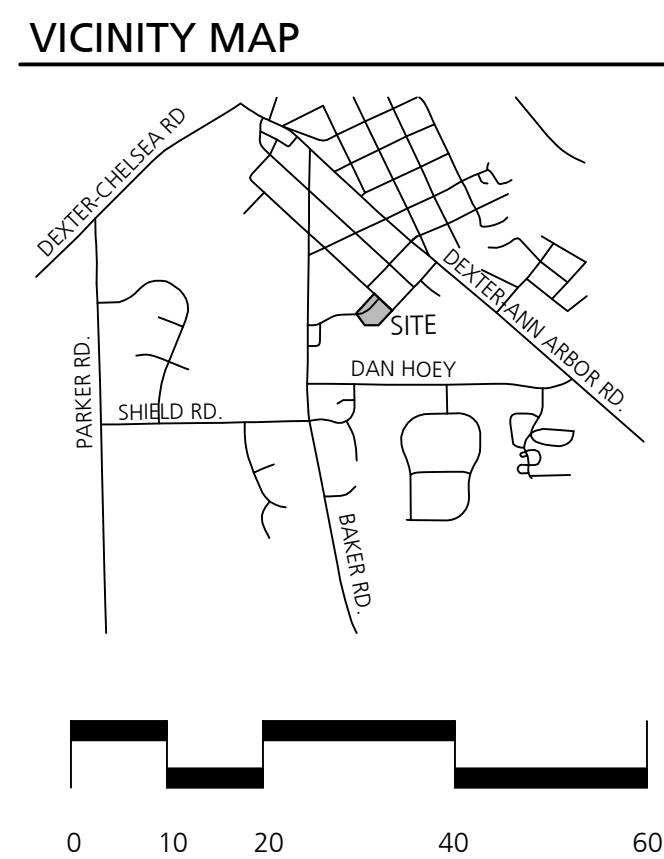 VICINITY MAP
DEXTER-CHELSEA RD
DEXTER-ANN ARBOR RD.
SITE
PARKER RD.
DAN HOEY
SHIELD RD.
BAKER RD.
0 10 20 40 60